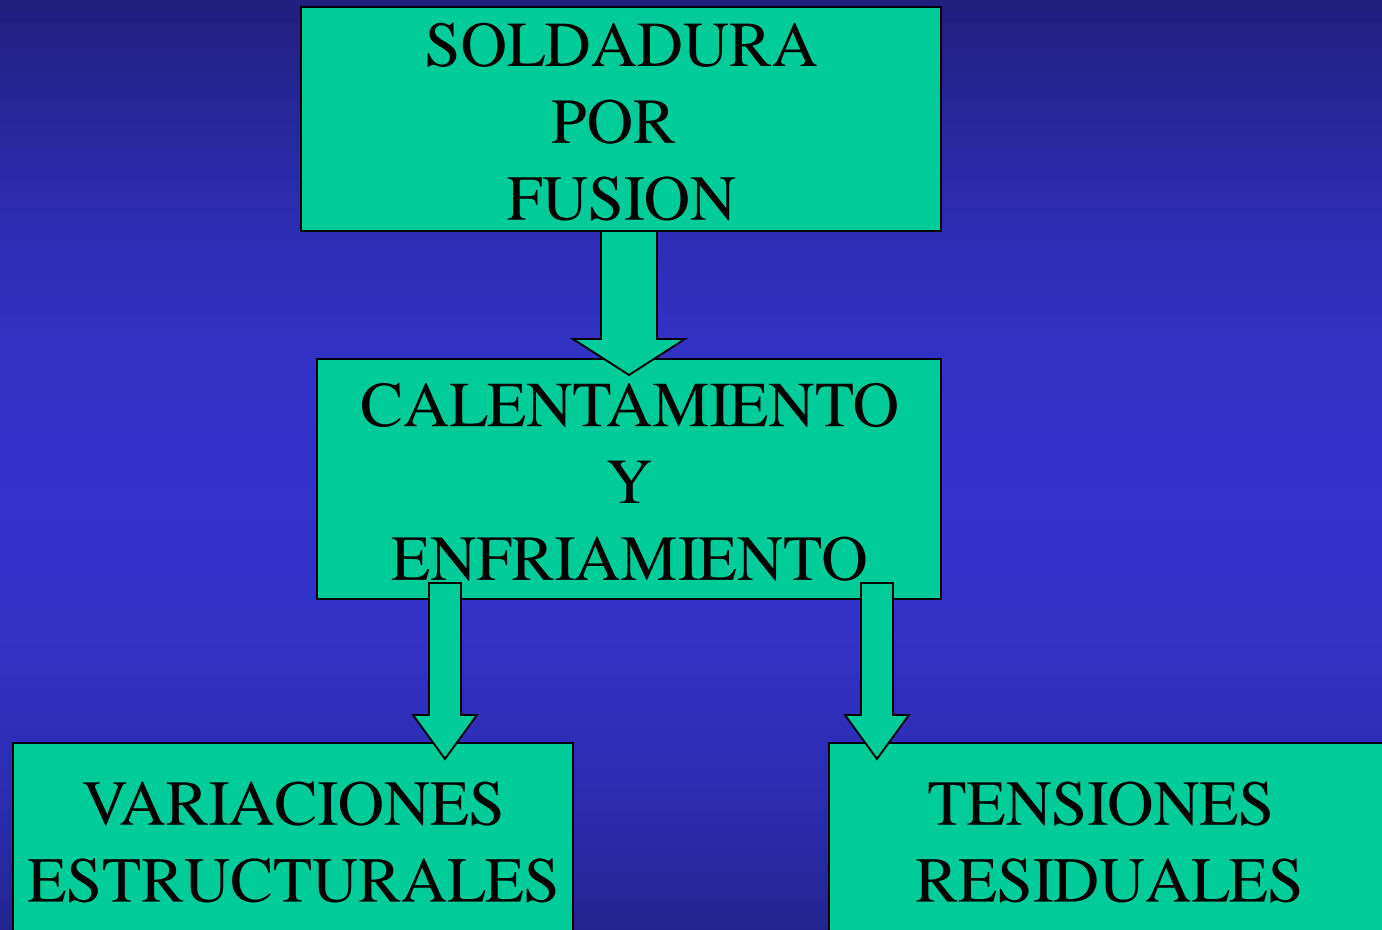 SOLDADURA
POR
FUSION
CALENTAMIENTO
Y
ENFRIAMIENTO
VARIACIONES
ESTRUCTURALES
TENSIONES
RESIDUALES